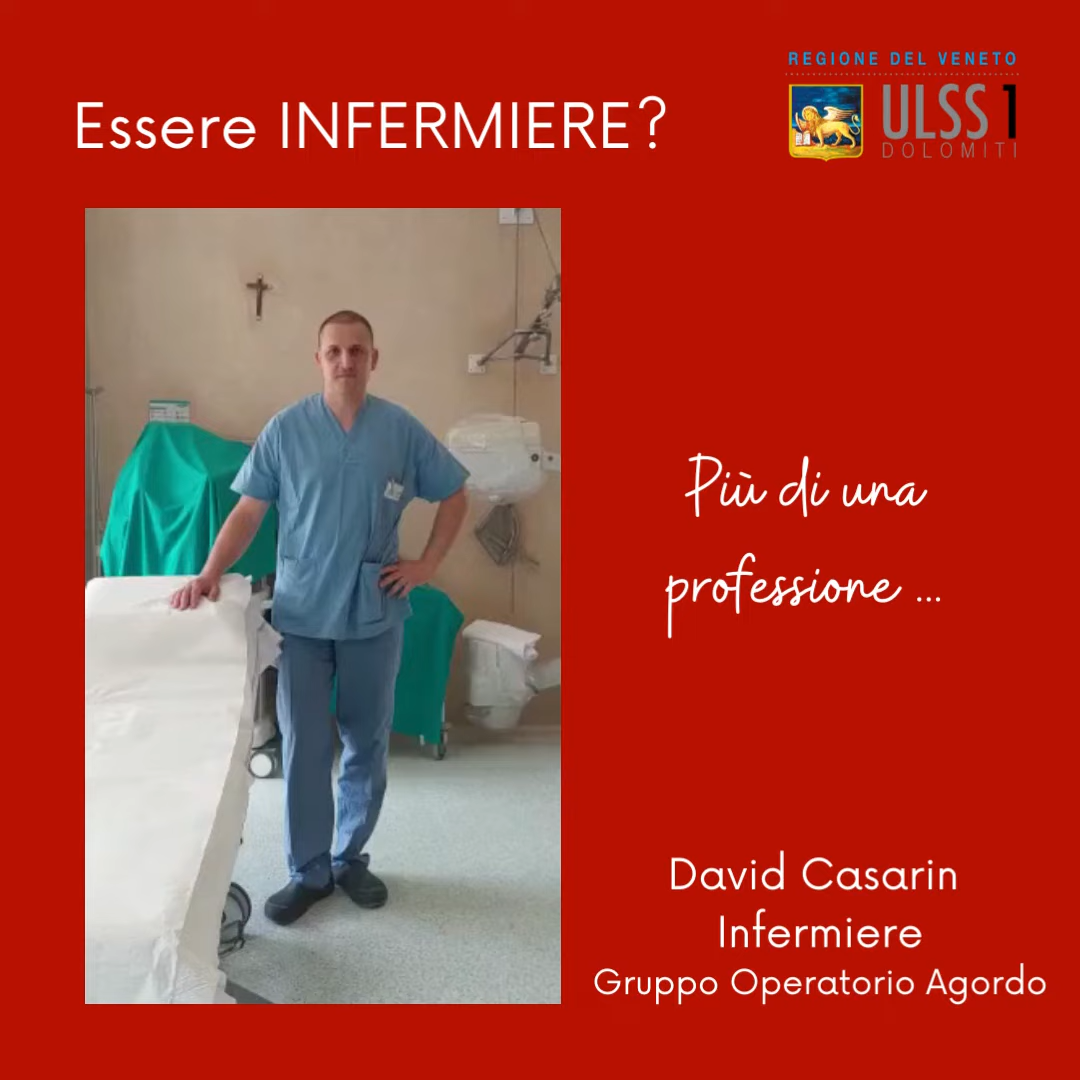 REGIONE DEL VENETO
ULSS 1
DOLOMITI
Essere INFERMIERE?
Più di una
professione ...
David Casarin
Infermiere
Gruppo Operatorio Agordo